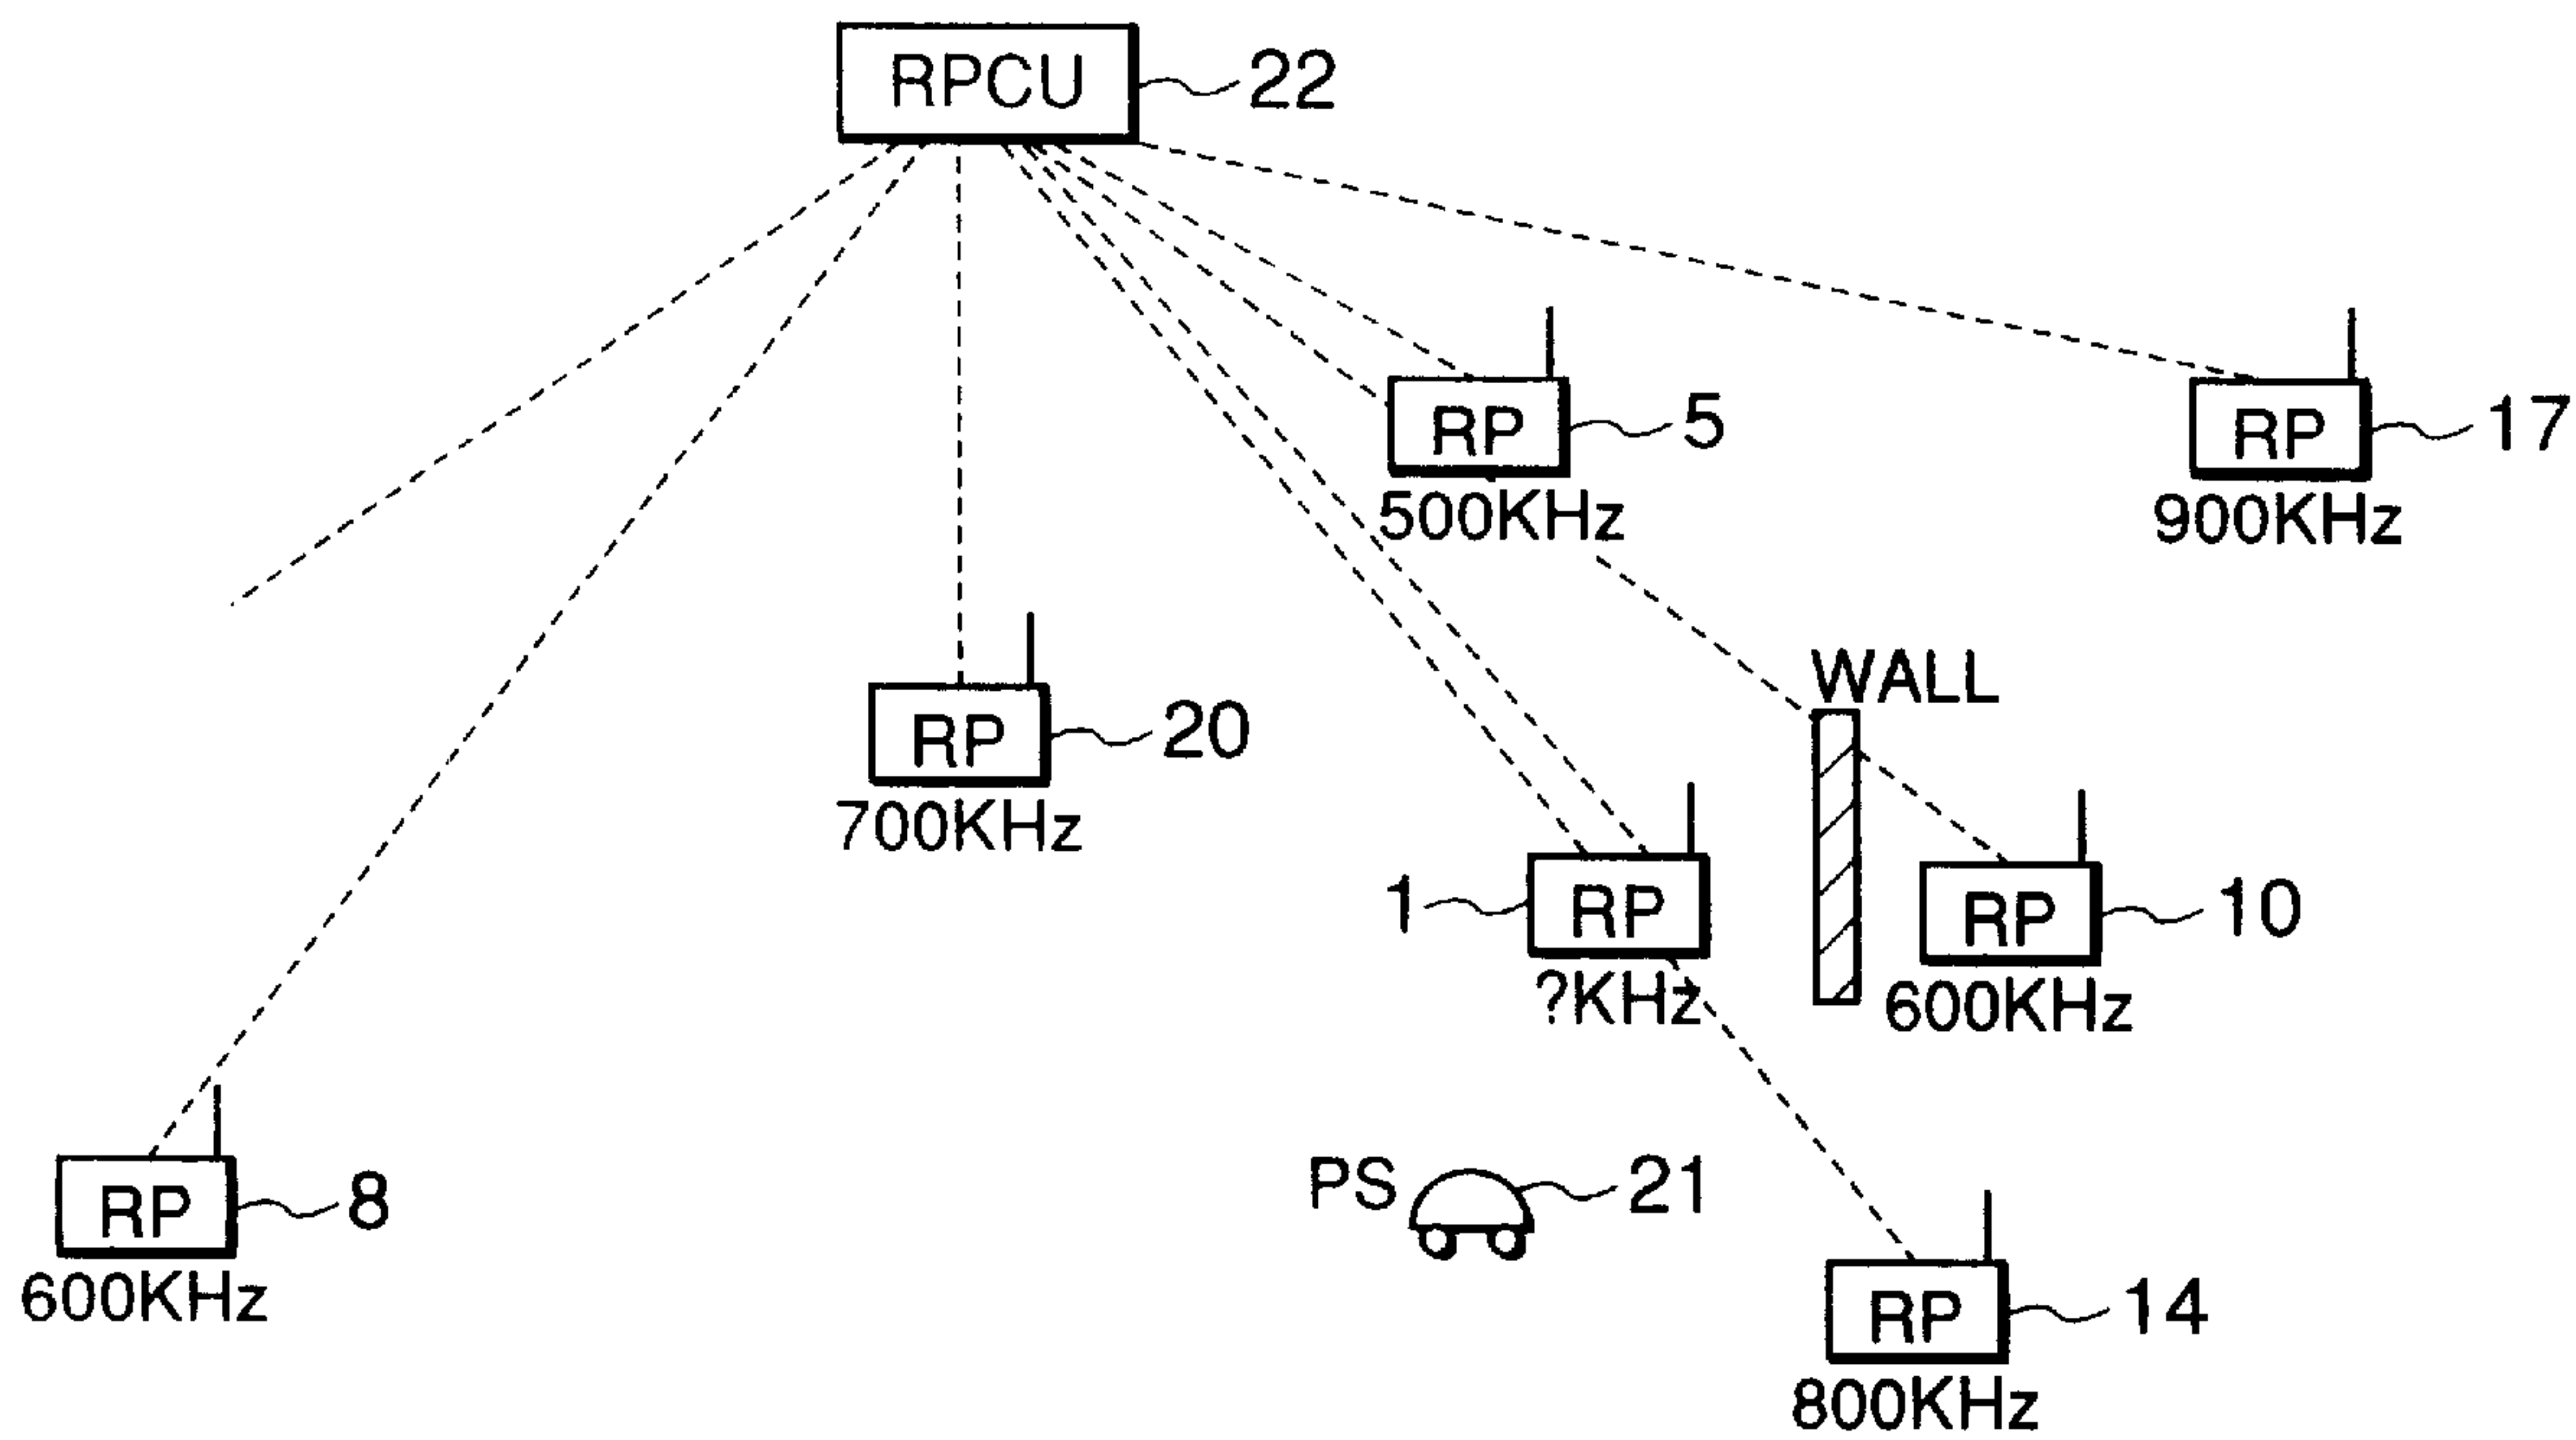 RPCU 22
RP 5
500KHz
RP 17
900KHz
WALL
RP 20
700KHz
1 RP
?KHz
RP 10
600KHz
RP 8
600KHz
PS 21
RP 14
800KHz